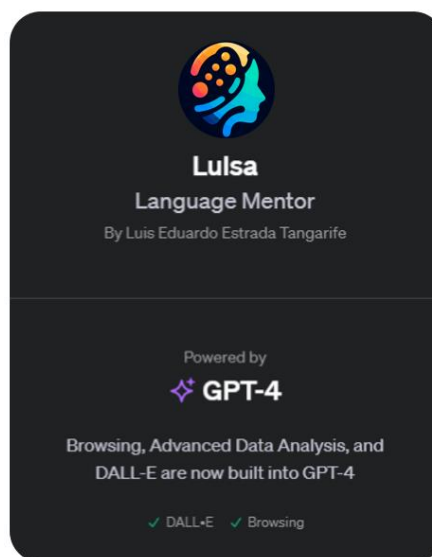 Lulsa
Language Mentor
By Luis Eduardo Estrada Tangarife
Powered by
GPT-4
Browsing, Advanced Data Analysis, and
DALL-E are now built into GPT-4
✓ DALL•E ✓ Browsing